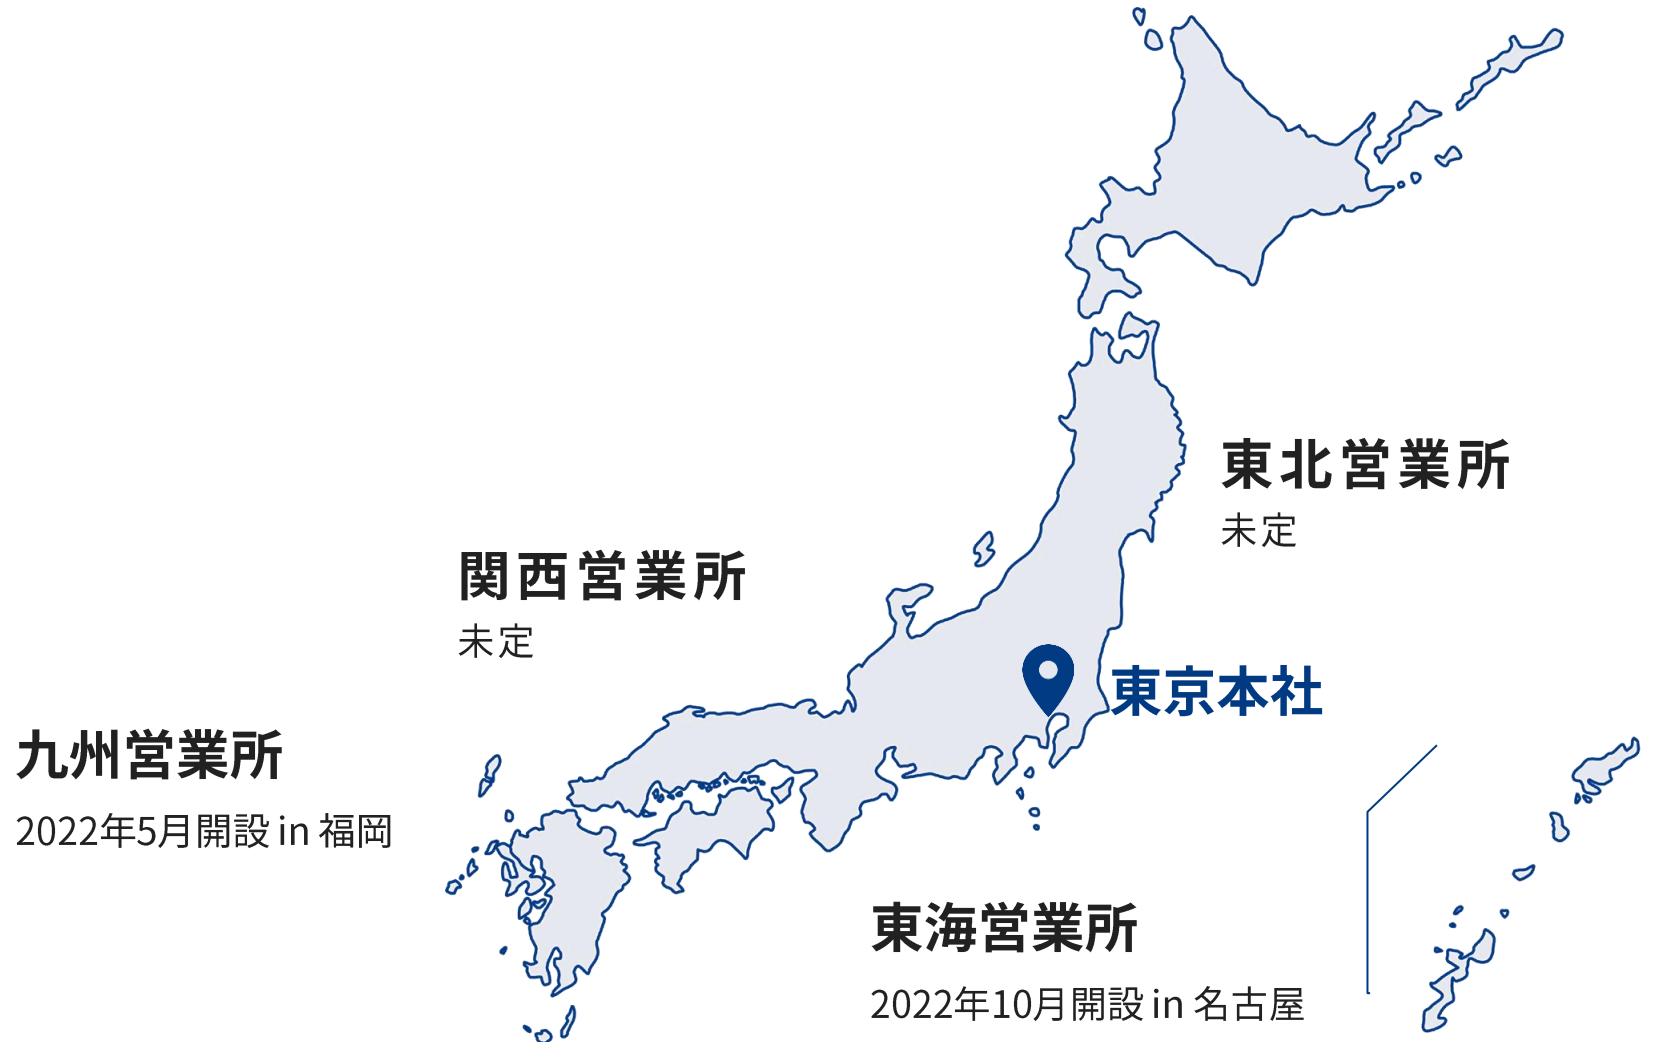 東北営業所
未定
関西営業所
未定
東京本社
九州営業所
2022年5月開設 in 福岡
東海営業所
2022年10月開設 in 名古屋